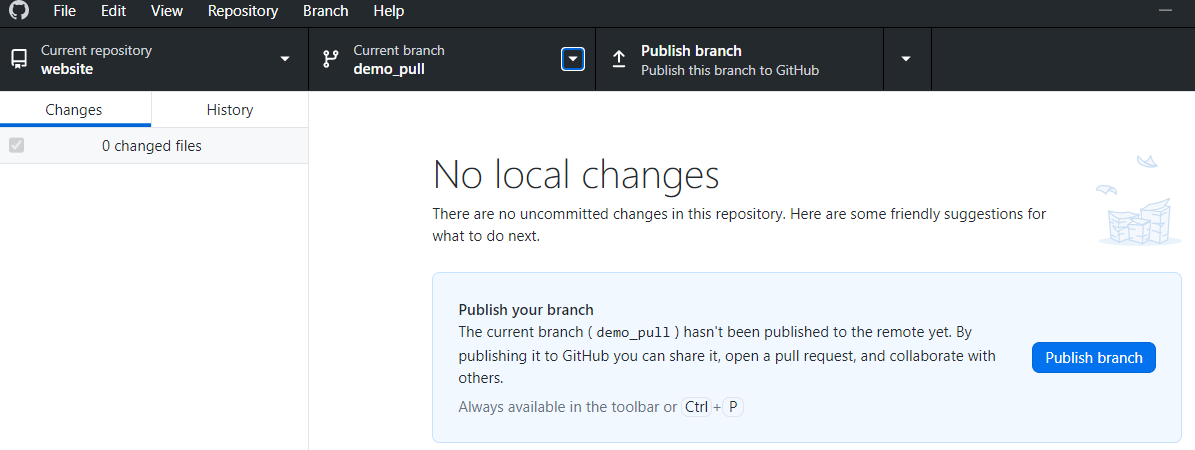 File Edit View Repository Branch Help
Current repository
website
Current branch
demo_pull
Publish branch
Publish this branch to GitHub
Changes History
0 changed files
No local changes
There are no uncommitted changes in this repository. Here are some friendly suggestions for
what to do next.
Publish your branch
The current branch ( demo_pull ) hasn't been published to the remote yet. By
publishing it to GitHub you can share it, open a pull request, and collaborate with
others.
Publish branch
Always available in the toolbar or Ctrl + P